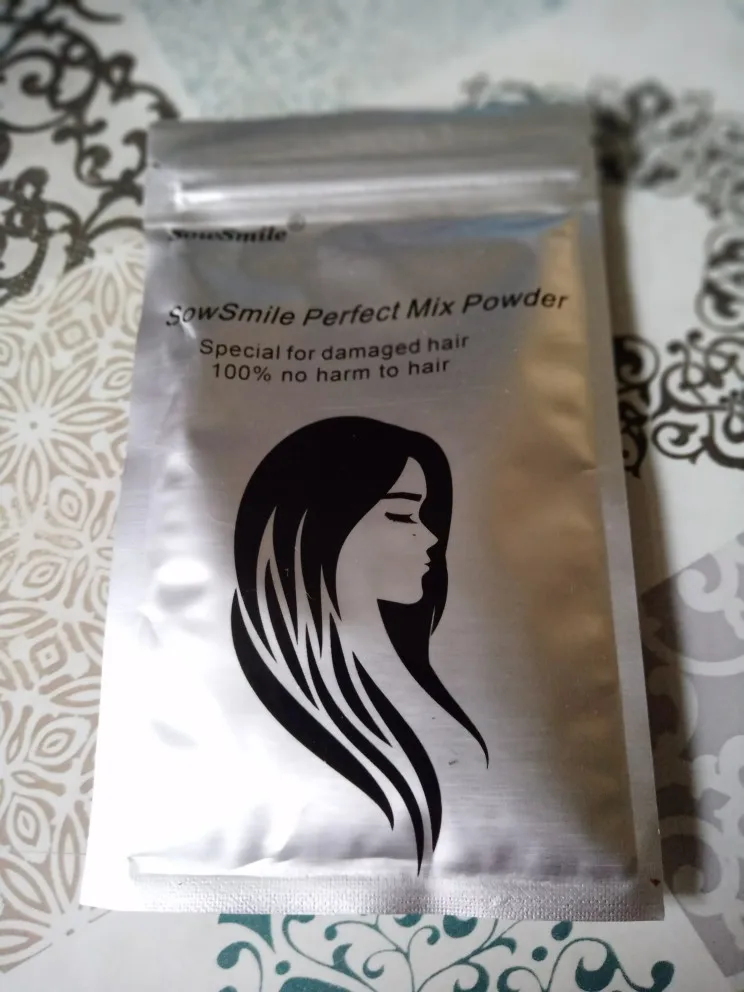 SowSmile®
SowSmile Perfect Mix Powder
Special for damaged hair
100% no harm to hair